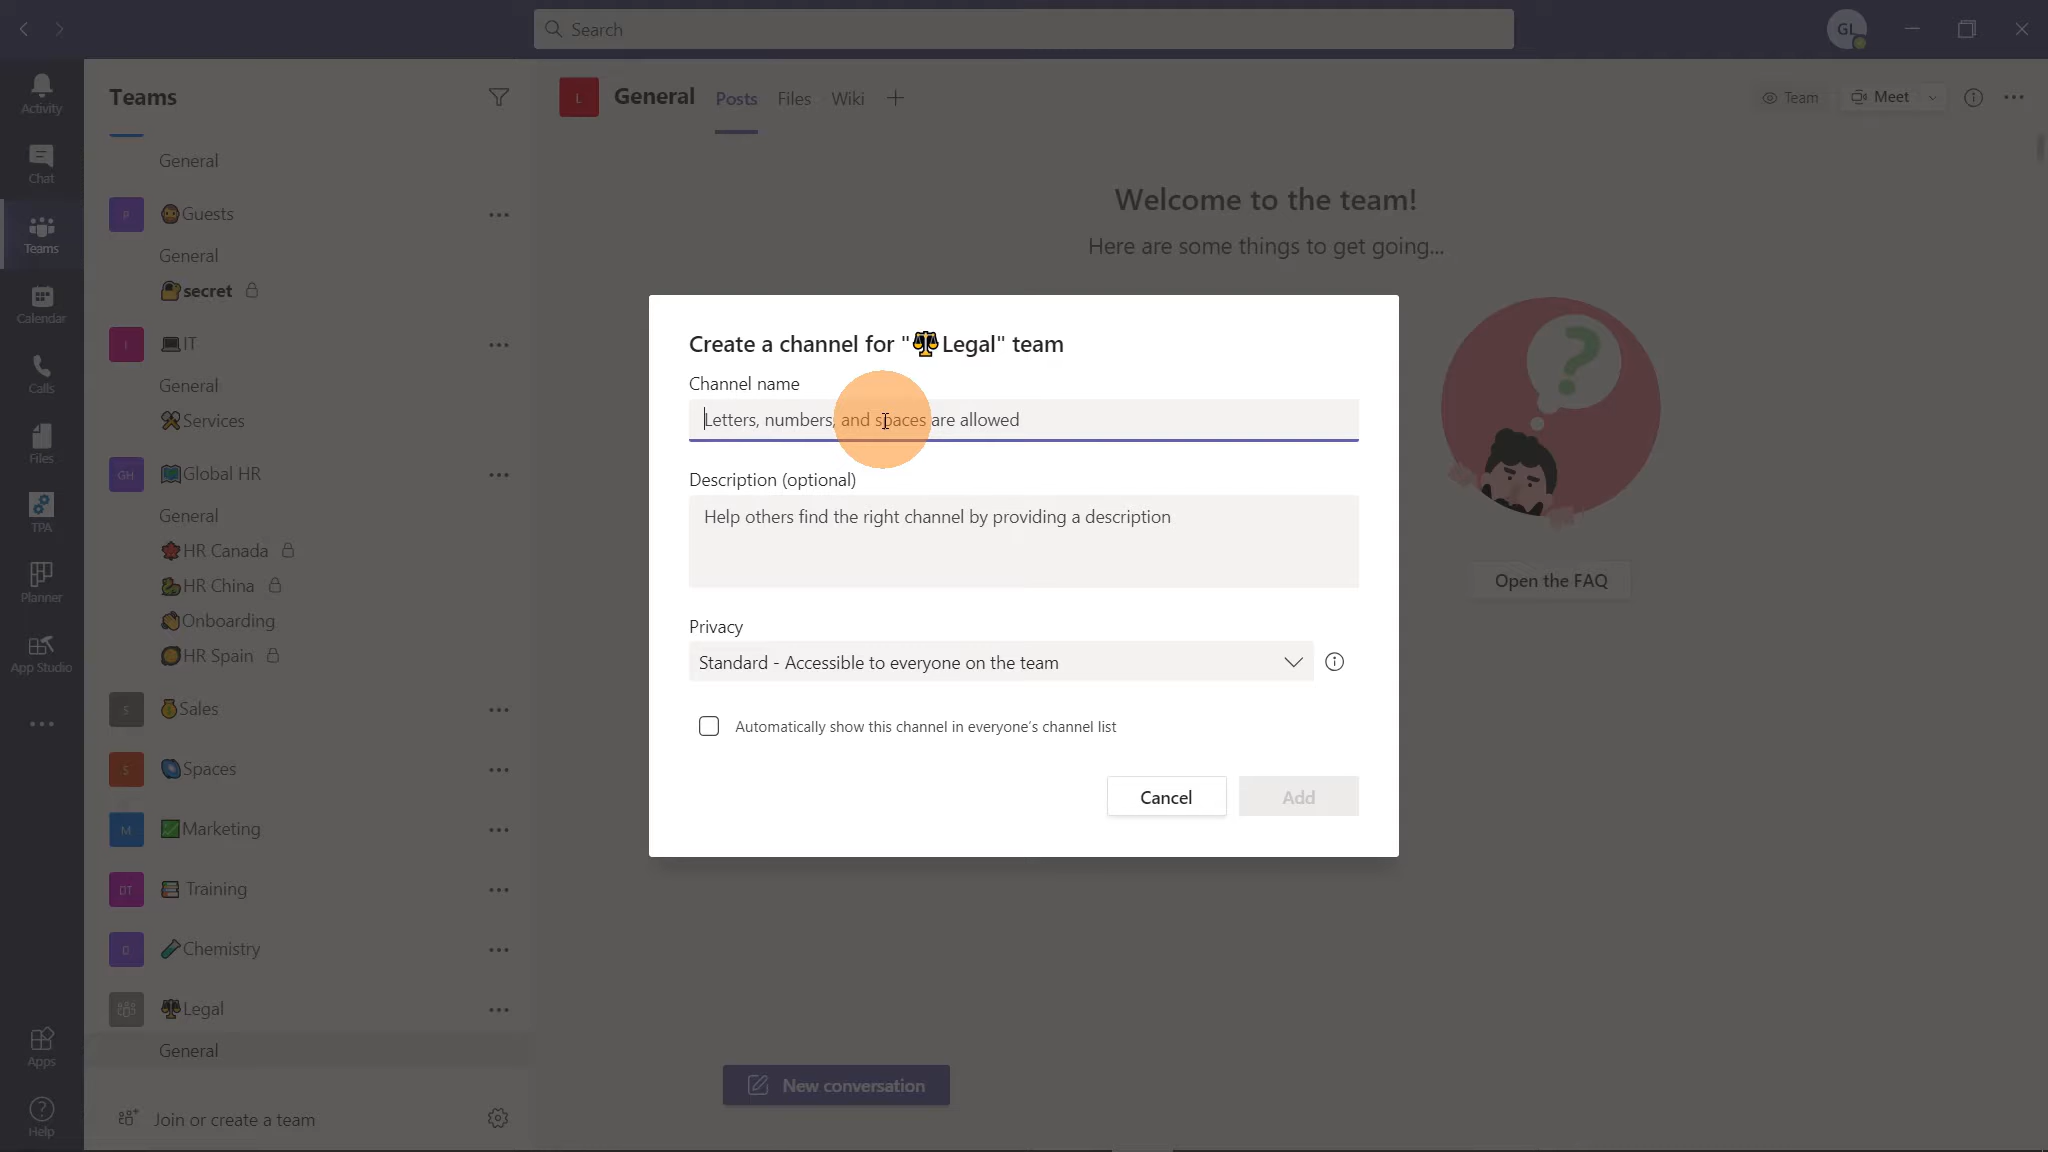 Search
GL
Activity
Chat
Teams
Calendar
Calls
Files
TPA
Planner
App Studio
Apps
Help
Teams
General
P Guests
General
secret
I IT
General
Services
GH Global HR
General
HR Canada
HR China
Onboarding
HR Spain
S Sales
S Spaces
M Marketing
DT Training
Chemistry
Legal
General
Join or create a team
L General Posts Files Wiki
Team Meet
Welcome to the team!
Here are some things to get going...
?
Open the FAQ
New conversation
Create a channel for "Legal" team
Channel name
Letters, numbers, and spaces are allowed
Description (optional)
Help others find the right channel by providing a description
Privacy
Standard - Accessible to everyone on the team
Automatically show this channel in everyone's channel list
Cancel Add